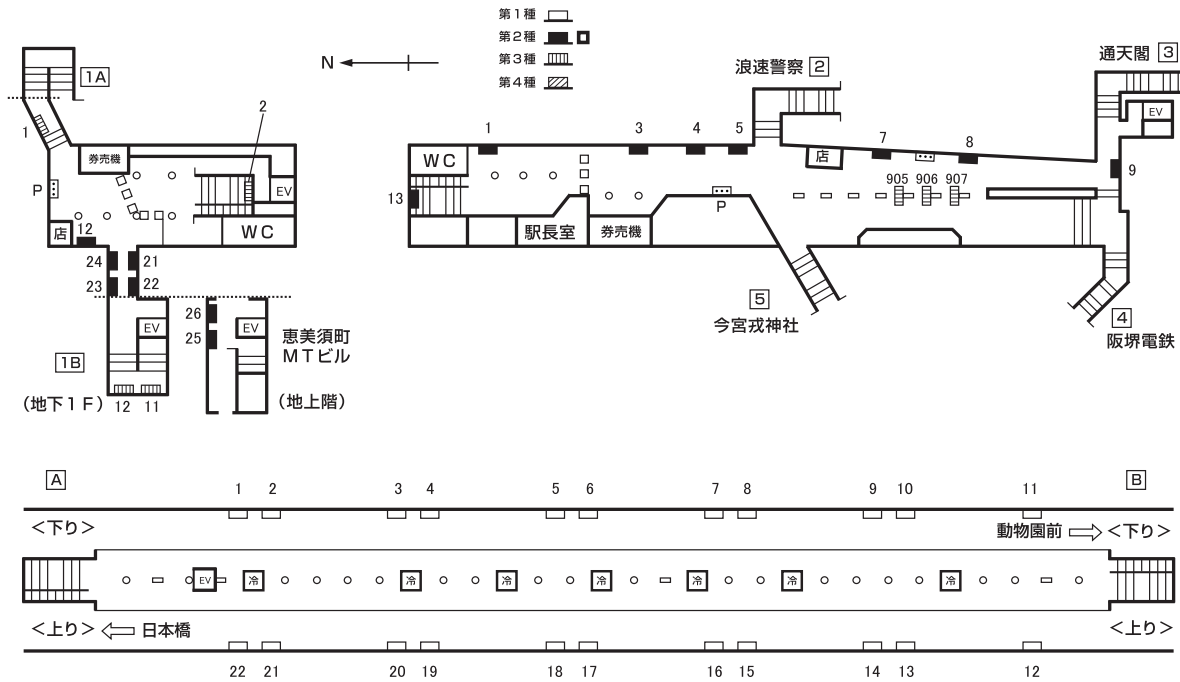 第1種
第2種
第3種
第4種
N
1A
1
2
券売機
P
EV
店
12
WC
24
21
23
22
EV
1B
12
11
(地下1F)
26
25
EV
恵美須町
MTビル
(地上階)
浪速警察 2
通天閣 3
1
3
4
5
7
8
WC
13
店
EV
9
905
906
907
P
駅長室
券売機
5
今宮戎神社
4
阪堺電鉄
A
B
1
2
3
4
5
6
7
8
9
10
11
<下り>
動物園前
<下り>
EV
冷
冷
冷
冷
冷
冷
冷
<上り>
日本橋
<上り>
22
21
20
19
18
17
16
15
14
13
12